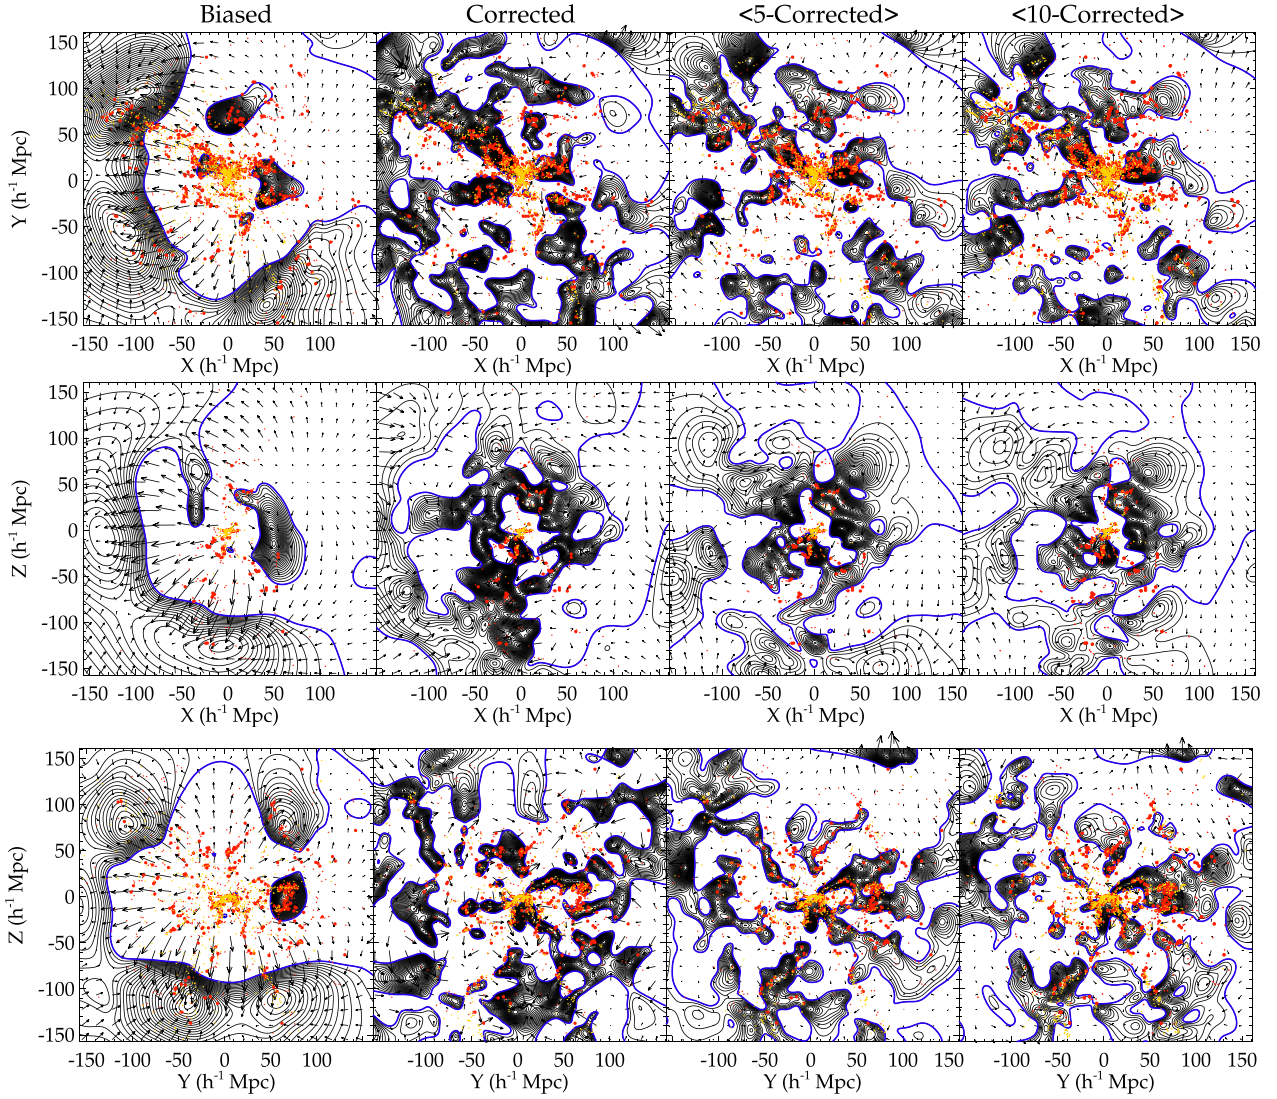 Biased Corrected <5-Corrected> <10-Corrected>
150
100
50
0
-50
-100
-150
Y (h-1 Mpc)
-150 -100 -50 0 50 100 -100 -50 0 50 100 -100 -50 0 50 100 -100 -50 0 50 100 150
X (h-1 Mpc) X (h-1 Mpc) X (h-1 Mpc) X (h-1 Mpc)
150
100
50
0
-50
-100
-150
Z (h-1 Mpc)
-150 -100 -50 0 50 100 -100 -50 0 50 100 -100 -50 0 50 100 -100 -50 0 50 100 150
X (h-1 Mpc) X (h-1 Mpc) X (h-1 Mpc) X (h-1 Mpc)
150
100
50
0
-50
-100
-150
Z (h-1 Mpc)
-150 -100 -50 0 50 100 -100 -50 0 50 100 -100 -50 0 50 100 -100 -50 0 50 100 150
Y (h-1 Mpc) Y (h-1 Mpc) Y (h-1 Mpc) Y (h-1 Mpc)